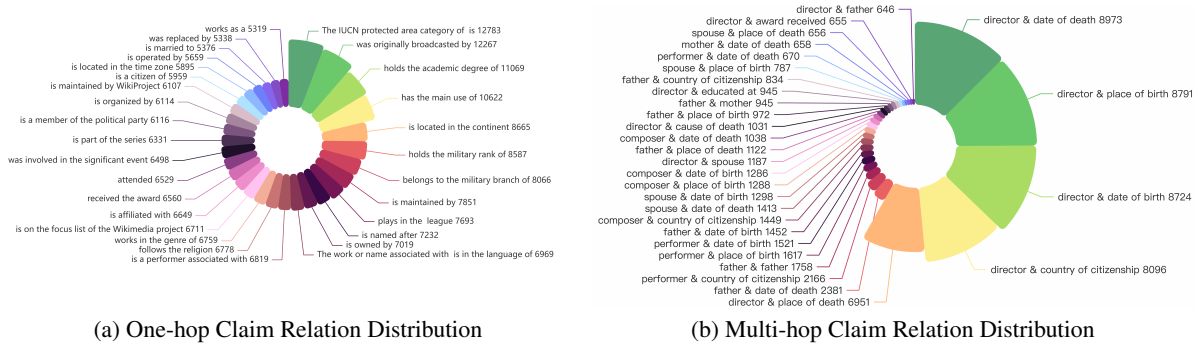 works as a 5319
was replaced by 5338
is married to 5376
is operated by 5659
is located in the time zone 5895
is a citizen of 5959
is maintained by WikiProject 6107
is organized by 6114
is a member of the political party 6116
is part of the series 6331
was involved in the significant event 6498
attended 6529
received the award 6560
is affiliated with 6649
is on the focus list of the Wikimedia project 6711
works in the genre of 6759
follows the religion 6778
is a performer associated with 6819
The IUCN protected area category of is 12783
was originally broadcasted by 12267
holds the academic degree of 11069
has the main use of 10622
is located in the continent 8665
holds the military rank of 8587
belongs to the military branch of 8066
is maintained by 7851
plays in the league 7693
is named after 7232
is owned by 7019
The work or name associated with is in the language of 6969
(a) One-hop Claim Relation Distribution
director & father 646
director & award received 655
spouse & place of death 656
mother & date of death 658
performer & date of death 670
spouse & place of birth 787
father & country of citizenship 834
director & educated at 945
father & mother 945
father & place of birth 972
director & cause of death 1031
composer & date of death 1038
father & place of death 1122
director & spouse 1187
composer & date of birth 1286
composer & place of birth 1288
spouse & date of birth 1298
spouse & date of death 1413
composer & country of citizenship 1449
father & date of birth 1452
performer & date of birth 1521
performer & place of birth 1617
father & father 1758
performer & country of citizenship 2166
father & date of death 2381
director & place of death 6951
director & date of death 8973
director & place of birth 8791
director & date of birth 8724
director & country of citizenship 8096
(b) Multi-hop Claim Relation Distribution